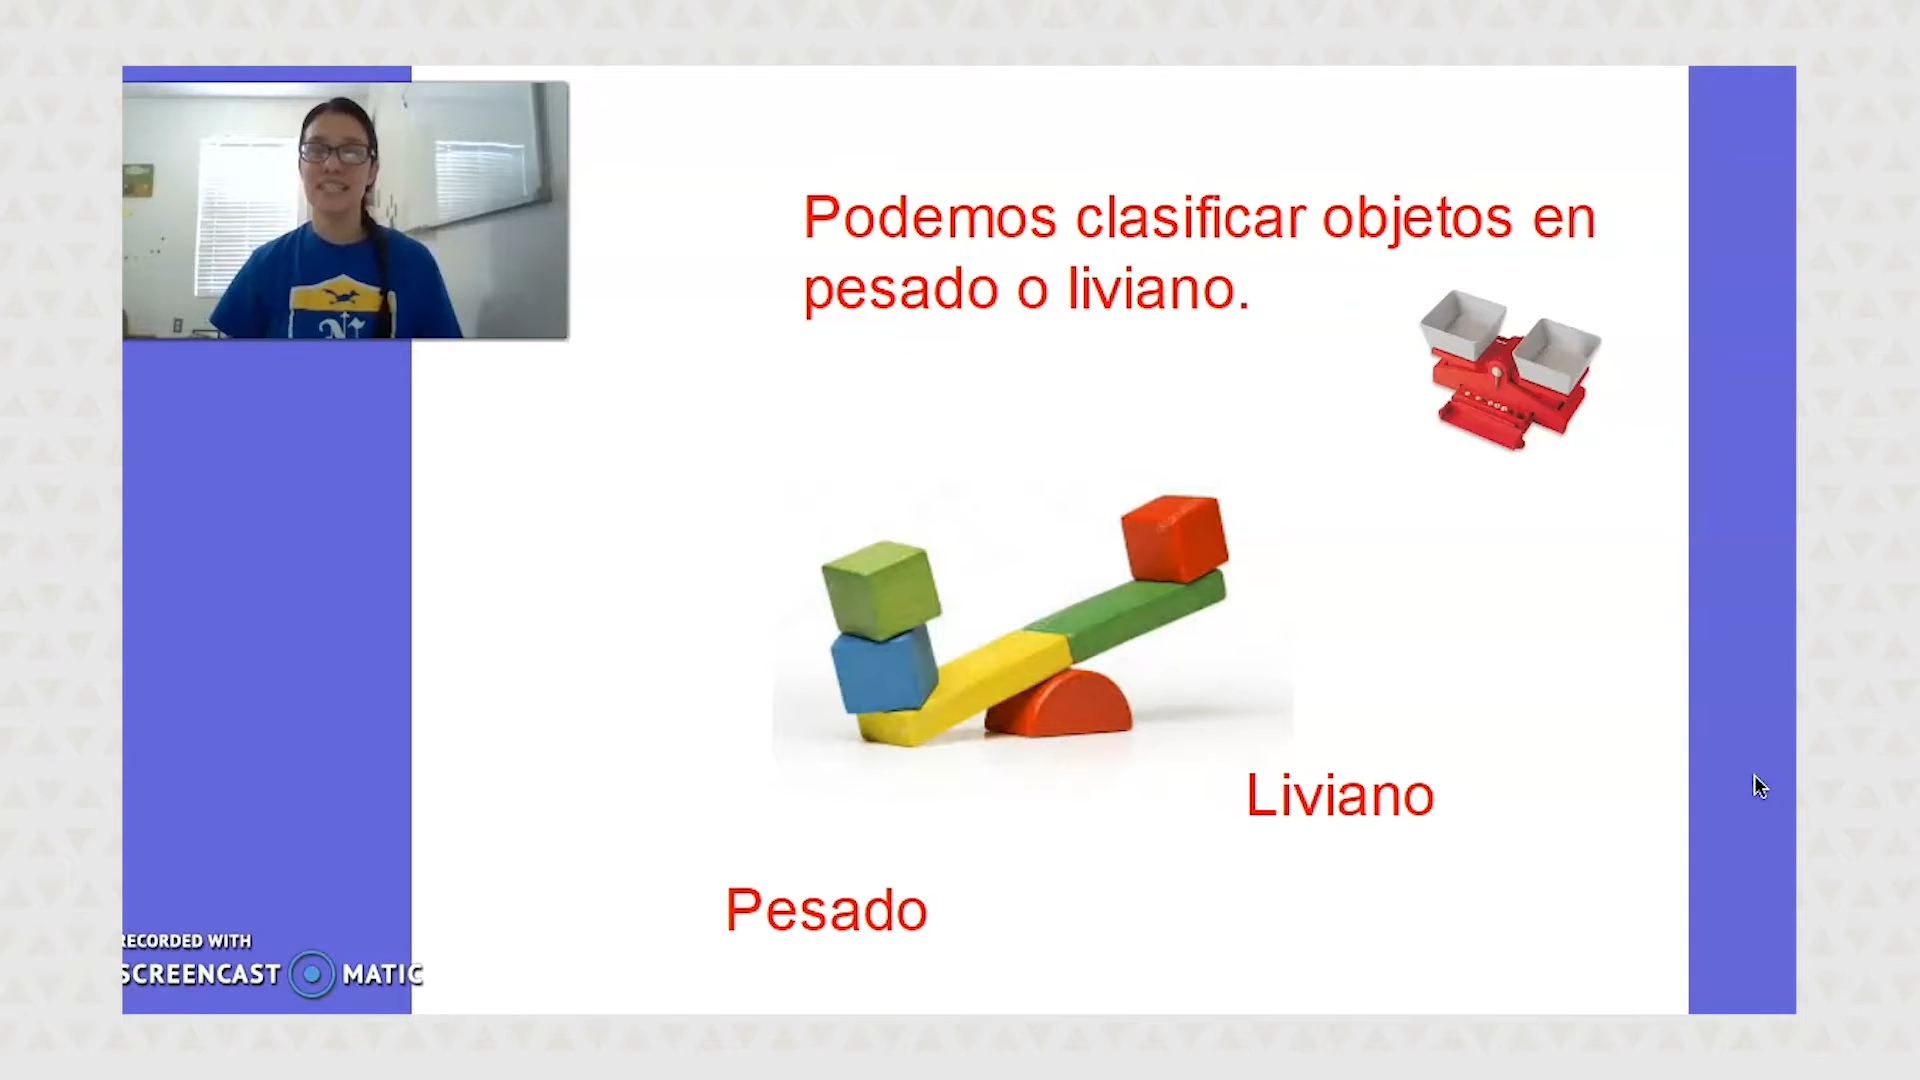 Podemos clasificar objetos en
pesado o liviano.
Liviano
Pesado
RECORDED WITH
SCREENCAST MATIC